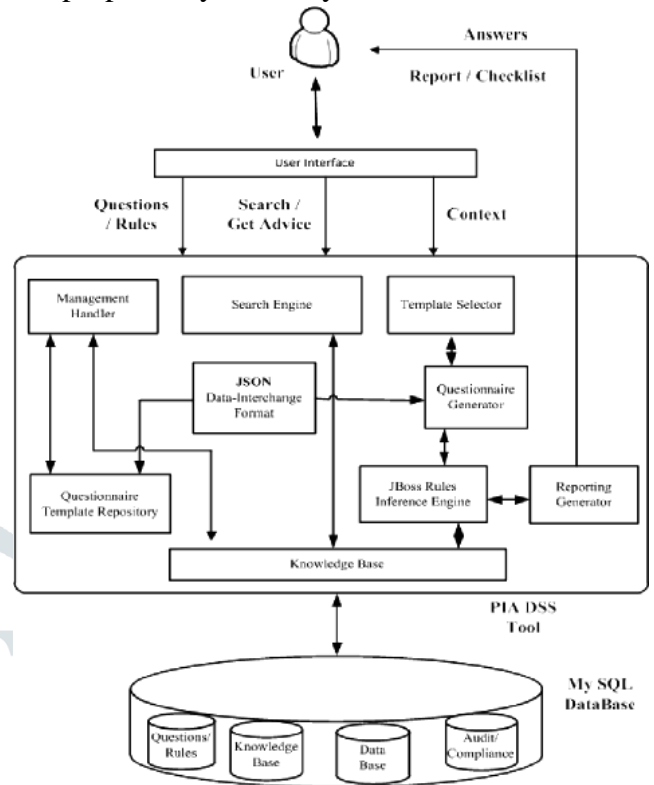 Answers
User
Report / Checklist
User Interface
Questions
/ Rules
Search /
Get Advice
Context
Management
Handler
Search Engine
Template Selector
JSON
Data-Interchange
Format
Questionnaire
Generator
Questionnaire
Template Repository
JBoss Rules
Inference Engine
Reporting
Generator
Knowledge Base
PIA DSS
Tool
My SQL
DataBase
Questions/
Rules
Knowledge
Base
Data
Base
Audit/
Compliance